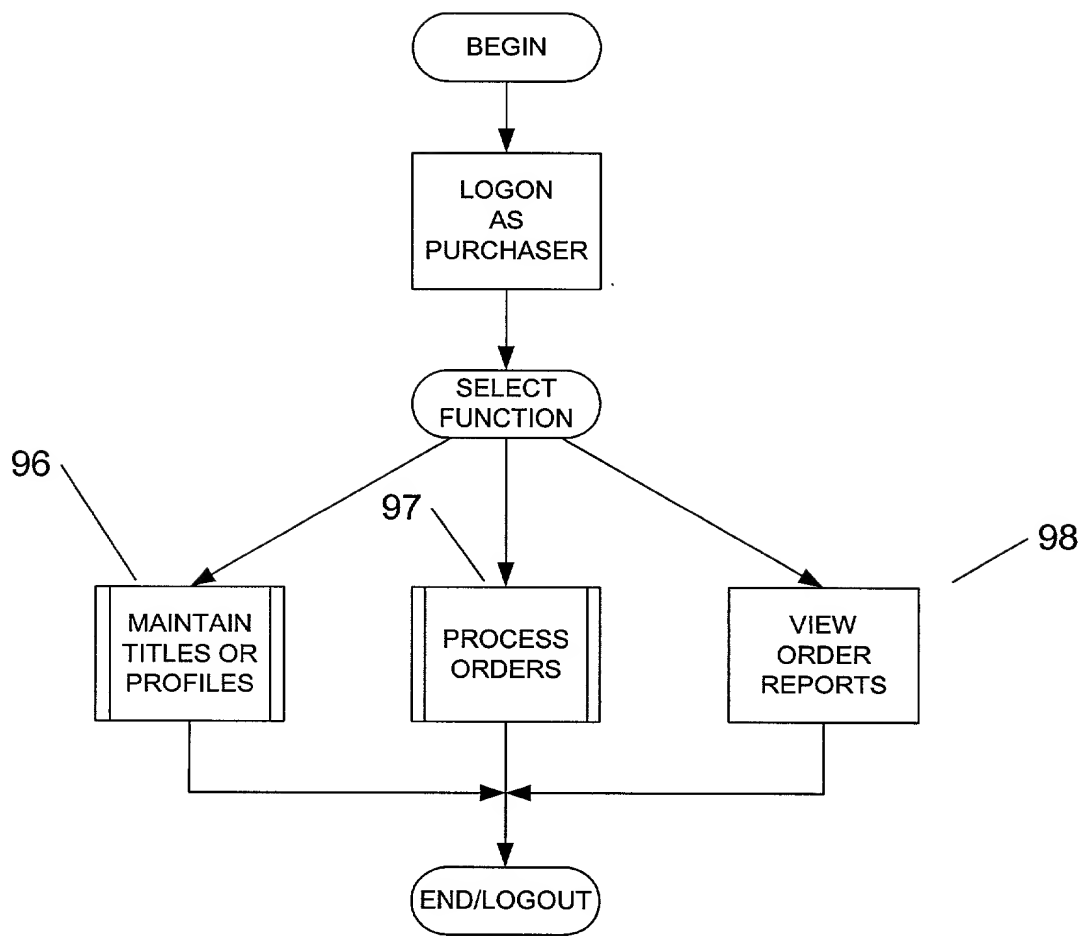 BEGIN
LOGON
AS
PURCHASER
SELECT
FUNCTION
96
97
98
MAINTAIN
TITLES OR
PROFILES
PROCESS
ORDERS
VIEW
ORDER
REPORTS
END/LOGOUT